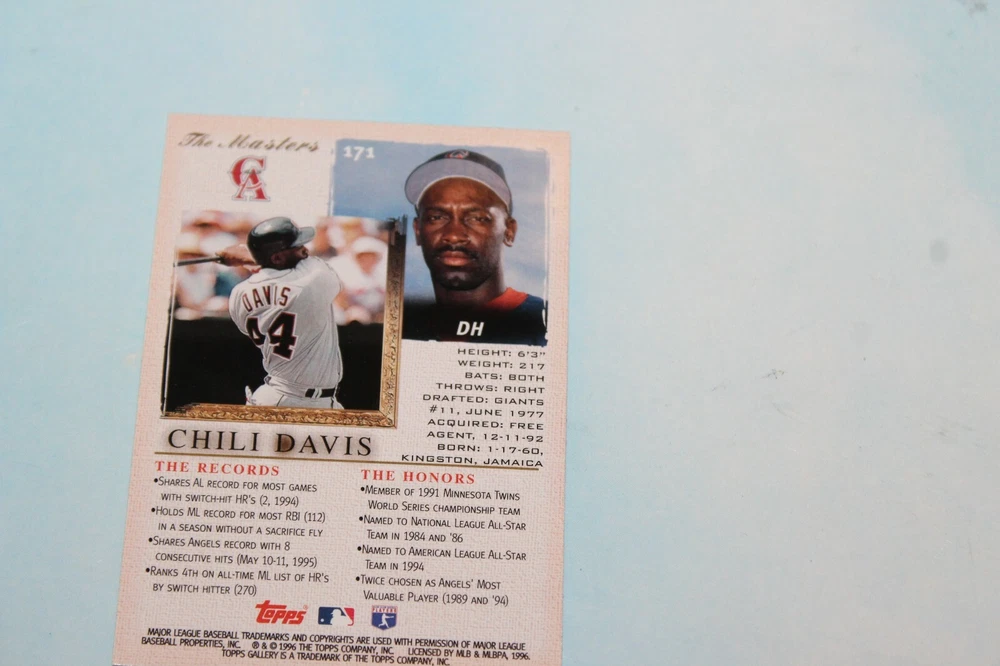 The Masters
171
CA
DAVIS
44
DH
HEIGHT: 6'3"
WEIGHT: 217
BATS: BOTH
THROWS: RIGHT
DRAFTED: GIANTS
#11, JUNE 1977
ACQUIRED: FREE
AGENT, 12-11-92
BORN: 1-17-60,
KINGSTON, JAMAICA
CHILI DAVIS
THE RECORDS
•SHARES AL RECORD FOR MOST GAMES
WITH SWITCH-HIT HR'S (2, 1994)
•HOLDS ML RECORD FOR MOST RBI (112)
IN A SEASON WITHOUT A SACRIFICE FLY
•SHARES ANGELS RECORD WITH 8
CONSECUTIVE HITS (MAY 10-11, 1995)
•RANKS 4TH ON ALL-TIME ML LIST OF HR'S
BY SWITCH HITTER (270)
THE HONORS
•MEMBER OF 1991 MINNESOTA TWINS
WORLD SERIES CHAMPIONSHIP TEAM
•NAMED TO NATIONAL LEAGUE ALL-STAR
TEAM IN 1984 AND '86
•NAMED TO AMERICAN LEAGUE ALL-STAR
TEAM IN 1994
•TWICE CHOSEN AS ANGELS' MOST
VALUABLE PLAYER (1989 AND '94)
Topps
MAJOR LEAGUE BASEBALL TRADEMARKS AND COPYRIGHTS ARE USED WITH PERMISSION OF MAJOR LEAGUE
BASEBALL PROPERTIES, INC. ® & © 1996 THE TOPPS COMPANY, INC. LICENSED BY MLB & MLBPA, 1996.
TOPPS GALLERY IS A TRADEMARK OF THE TOPPS COMPANY, INC.